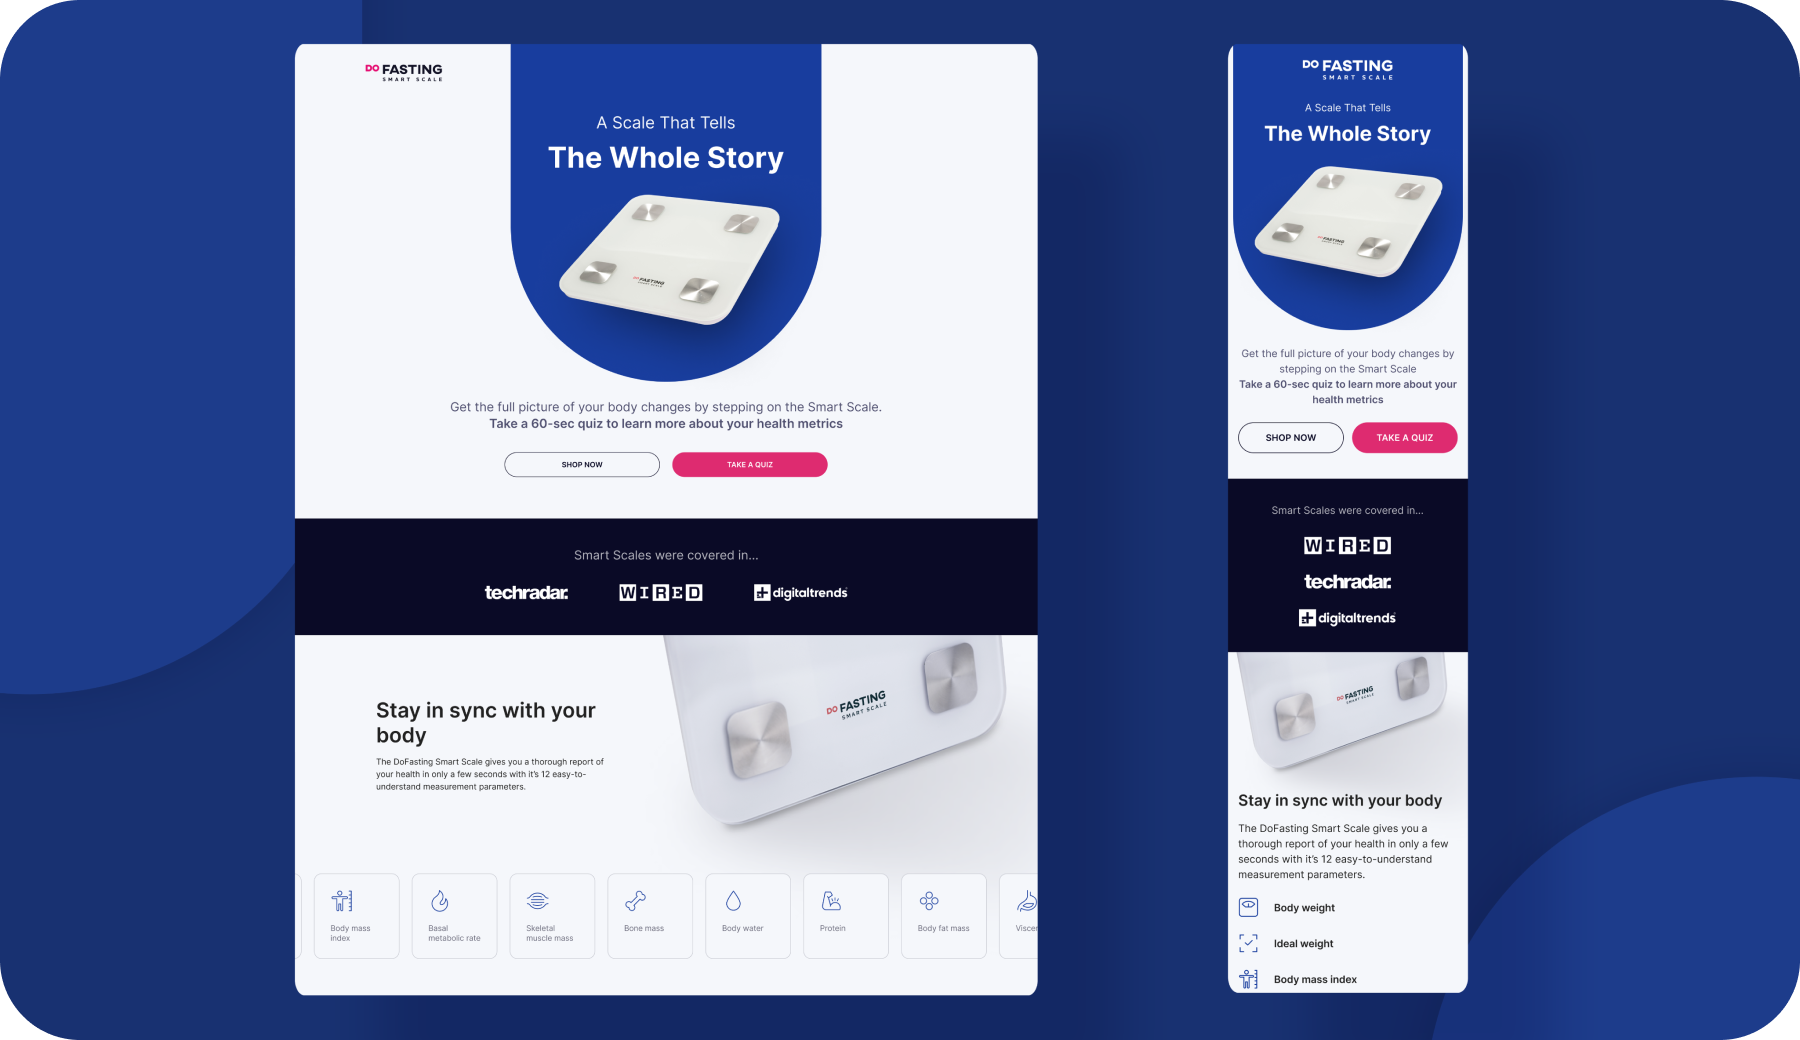 DO FASTING
SMART SCALE
A Scale That Tells
The Whole Story
DO FASTING
SMART SCALE
Get the full picture of your body changes by stepping on the Smart Scale.
Take a 60-sec quiz to learn more about your health metrics
SHOP NOW
TAKE A QUIZ
Smart Scales were covered in...
techradar.
WIRED
digitaltrends
DO FASTING
SMART SCALE
Stay in sync with your
body
The DoFasting Smart Scale gives you a thorough report of
your health in only a few seconds with it's 12 easy-to-
understand measurement parameters.
Body mass
index
Basal
metabolic rate
Skeletal
muscle mass
Bone mass
Body water
Protein
Body fat mass
Viscer
DO FASTING
SMART SCALE
A Scale That Tells
The Whole Story
DO FASTING
SMART SCALE
Get the full picture of your body changes by
stepping on the Smart Scale
Take a 60-sec quiz to learn more about your
health metrics
SHOP NOW
TAKE A QUIZ
Smart Scales were covered in...
WIRED
techradar.
digitaltrends
DO FASTING
SMART SCALE
Stay in sync with your body
The DoFasting Smart Scale gives you a
thorough report of your health in only a few
seconds with it's 12 easy-to-understand
measurement parameters.
Body weight
Ideal weight
Body mass index